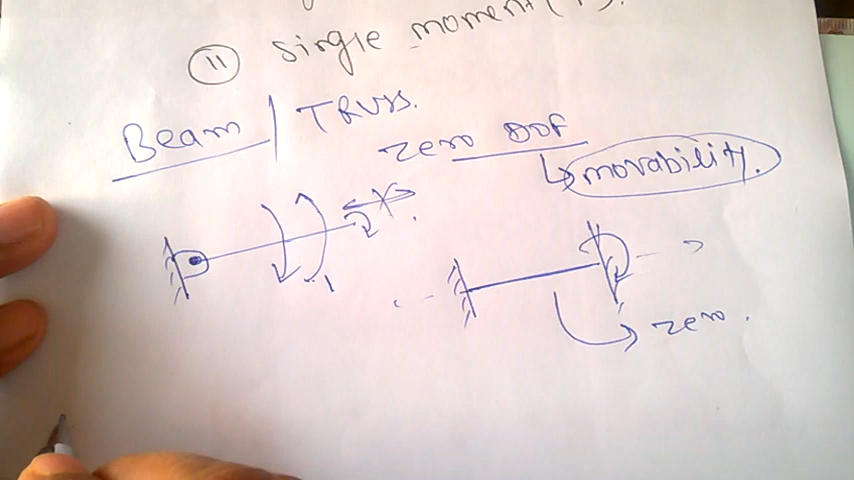 (11) single moment (
Beam | TRUSS.
zero DOF
↳ movability.
1
zero.